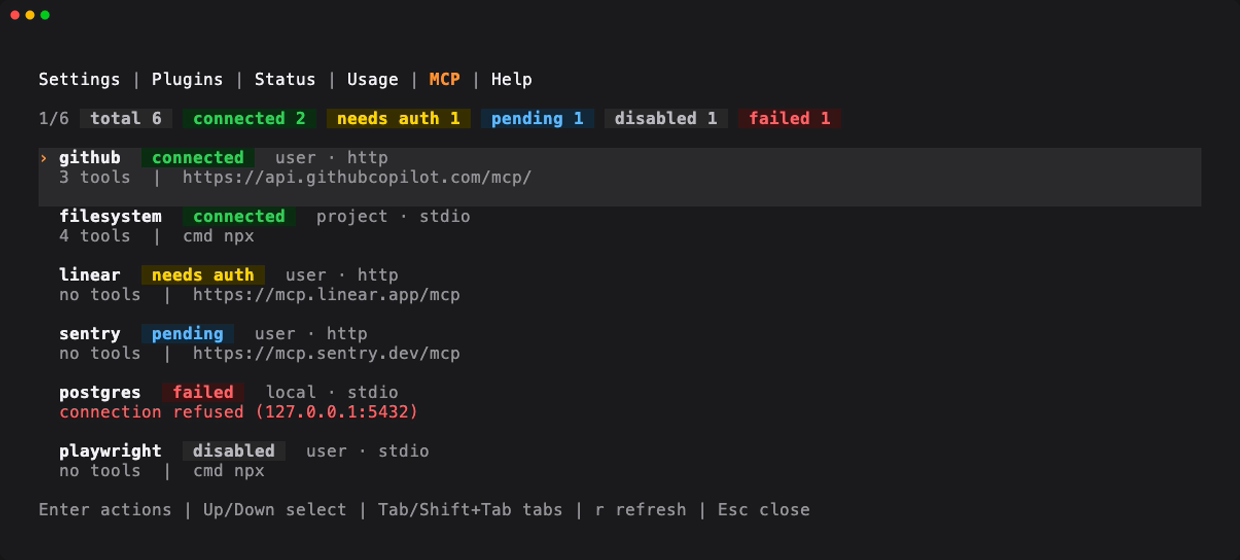 Settings | Plugins | Status | Usage | MCP | Help
1/6 total 6 connected 2 needs auth 1 pending 1 disabled 1 failed 1
› github connected user · http
3 tools | https://api.githubcopilot.com/mcp/
filesystem connected project · stdio
4 tools | cmd npx
linear needs auth user · http
no tools | https://mcp.linear.app/mcp
sentry pending user · http
no tools | https://mcp.sentry.dev/mcp
postgres failed local · stdio
connection refused (127.0.0.1:5432)
playwright disabled user · stdio
no tools | cmd npx
Enter actions | Up/Down select | Tab/Shift+Tab tabs | r refresh | Esc close